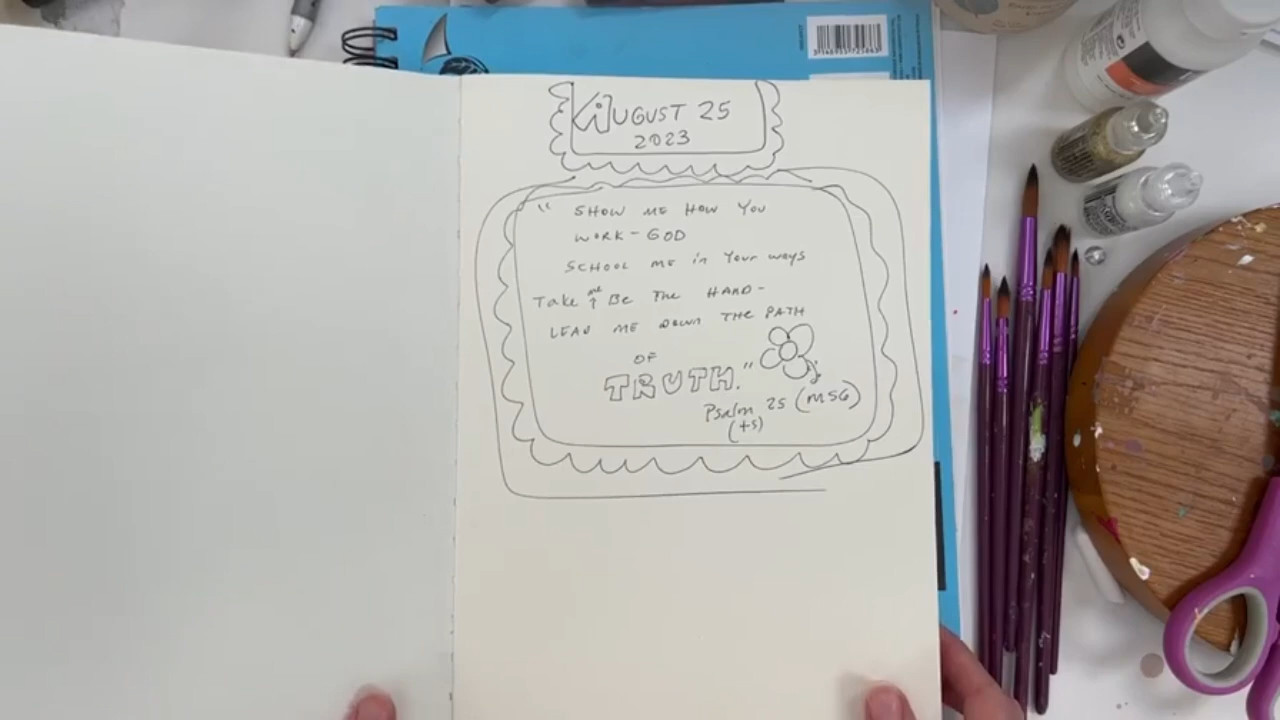 AUGUST 25
2023
" SHOW ME HOW YOU
WORK - GOD
SCHOOL ME in Your ways
Take me ↑ BE THE HAND -
LEAD ME DOWN THE PATH
OF
TRUTH."
Psalm 25 (MSG)
(+5)